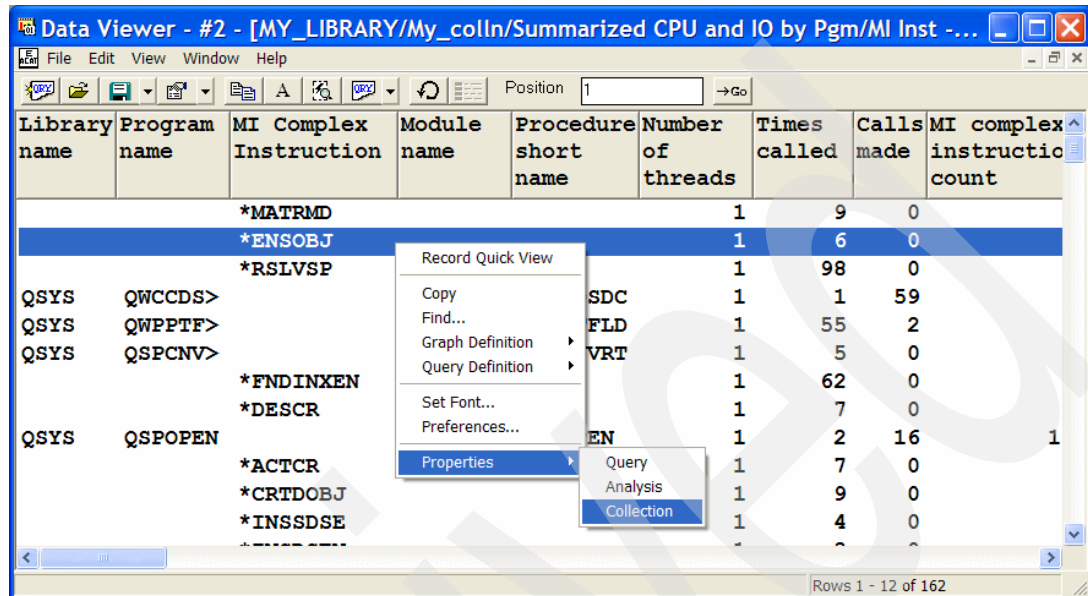 Data Viewer - #2 - [MY_LIBRARY/My_colln/Summarized CPU and IO by Pgm/MI Inst -...
File Edit View Window Help
Position 1 →Go
Library name Program name MI Complex Instruction Module name Procedure short name Number of threads Times called Calls made MI complex instructio count
*MATRMD 1 9 0
*ENSOBJ 1 6 0
*RSLVSP 1 98 0
QSYS QWCCDS> SDC 1 1 59
QSYS QWPPTF> FLD 1 55 2
QSYS QSPCNV> VRT 1 5 0
*FNDINXEN 1 62 0
*DESCR 1 7 0
QSYS QSPOPEN EN 1 2 16 1
*ACTCR 1 7 0
*CRTDOBJ 1 9 0
*INSSDSE 1 4 0
Record Quick View
Copy
Find...
Graph Definition
Query Definition
Set Font...
Preferences...
Properties
Query
Analysis
Collection
Rows 1 - 12 of 162